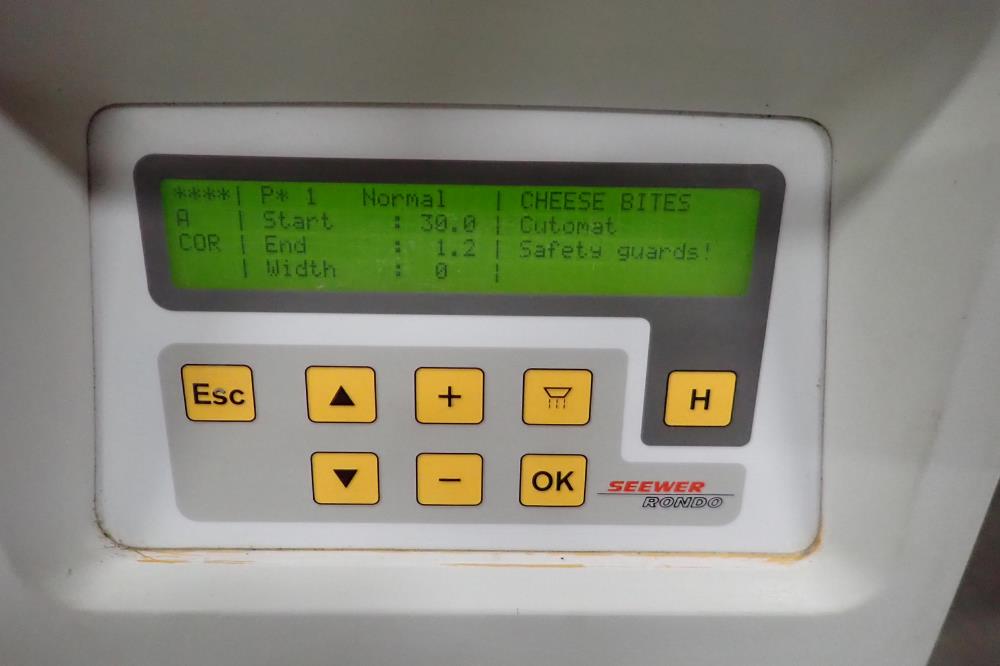 ****| P* 1 Normal | CHEESE BITES
A | Start : 30.0 | Cutomat
COR | End : 1.2 | Safety guards!
| Width : 0 |
Esc ▲ + H
▼ − OK
SEEWER
RONDO